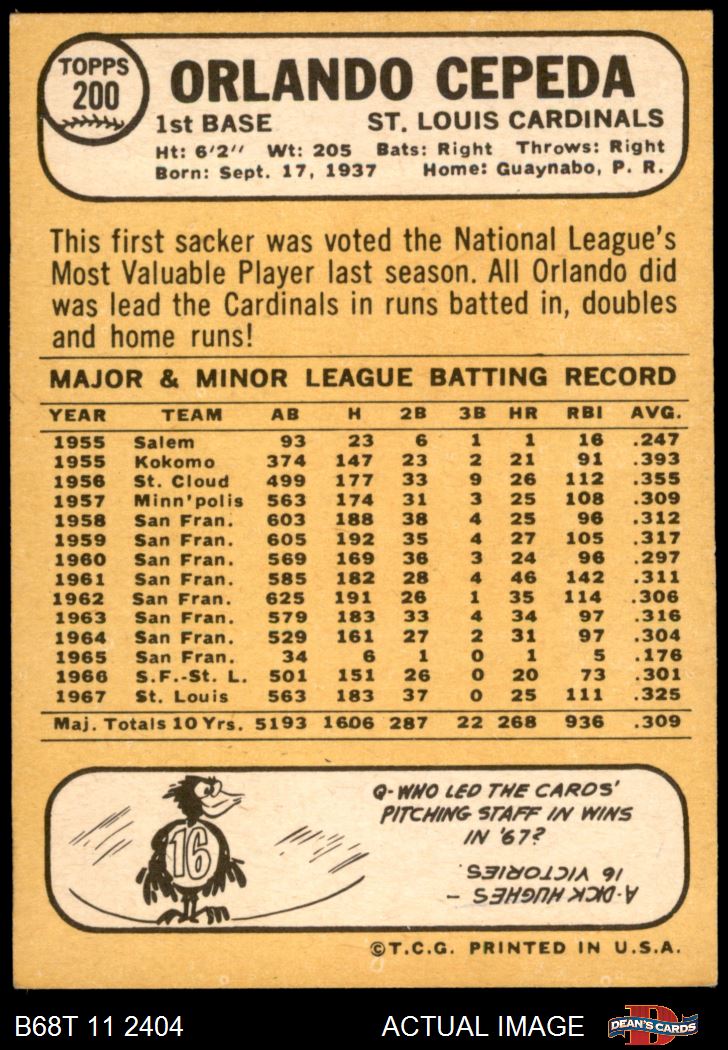 TOPPS
200
ORLANDO CEPEDA
1st BASE ST. LOUIS CARDINALS
Ht: 6'2" Wt: 205 Bats: Right Throws: Right
Born: Sept. 17, 1937 Home: Guaynabo, P. R.
This first sacker was voted the National League's
Most Valuable Player last season. All Orlando did
was lead the Cardinals in runs batted in, doubles
and home runs!
MAJOR & MINOR LEAGUE BATTING RECORD
YEAR TEAM AB H 2B 3B HR RBI AVG.
1955 Salem 93 23 6 1 1 16 .247
1955 Kokomo 374 147 23 2 21 91 .393
1956 St. Cloud 499 177 33 9 26 112 .355
1957 Minn'polis 563 174 31 3 25 108 .309
1958 San Fran. 603 188 38 4 25 96 .312
1959 San Fran. 605 192 35 4 27 105 .317
1960 San Fran. 569 169 36 3 24 96 .297
1961 San Fran. 585 182 28 4 46 142 .311
1962 San Fran. 625 191 26 1 35 114 .306
1963 San Fran. 579 183 33 4 34 97 .316
1964 San Fran. 529 161 27 2 31 97 .304
1965 San Fran. 34 6 1 0 1 5 .176
1966 S.F.-St. L. 501 151 26 0 20 73 .301
1967 St. Louis 563 183 37 0 25 111 .325
Maj. Totals 10 Yrs. 5193 1606 287 22 268 936 .309
16
Q-WHO LED THE CARDS'
PITCHING STAFF IN WINS
IN '67?
A-DICK HUGHES —
16 VICTORIES.
©T.C.G. PRINTED IN U.S.A.
B68T 11 2404 ACTUAL IMAGE
D
DEAN'S CARDS